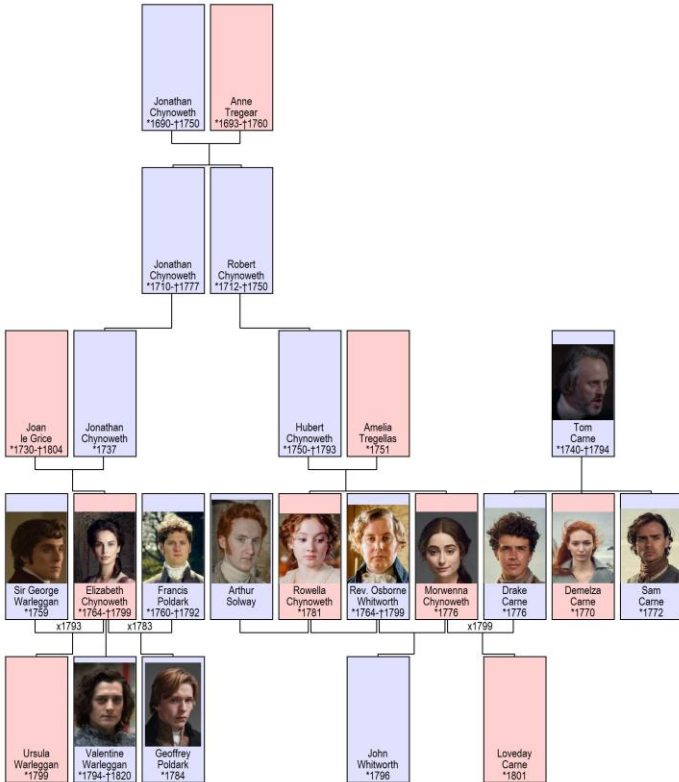 Jonathan
Chynoweth
*1690-†1750
Anne
Tregear
*1693-†1760
Jonathan
Chynoweth
*1710-†1777
Robert
Chynoweth
*1712-†1750
Joan
le Grice
*1730-†1804
Jonathan
Chynoweth
*1737
Hubert
Chynoweth
*1750-†1793
Amelia
Tregellas
*1751
Tom
Carne
*1740-†1794
Sir George
Warleggan
*1759
Elizabeth
Chynoweth
*1764-†1799
Francis
Poldark
*1760-†1792
Arthur
Solway
Rowella
Chynoweth
*1781
Rev. Osborne
Whitworth
*1764-†1799
Morwenna
Chynoweth
*1776
Drake
Carne
*1776
Demelza
Carne
*1770
Sam
Carne
*1772
x1793
x1783
x1799
Ursula
Warleggan
*1799
Valentine
Warleggan
*1794-†1820
Geoffrey
Poldark
*1784
John
Whitworth
*1796
Loveday
Carne
*1801